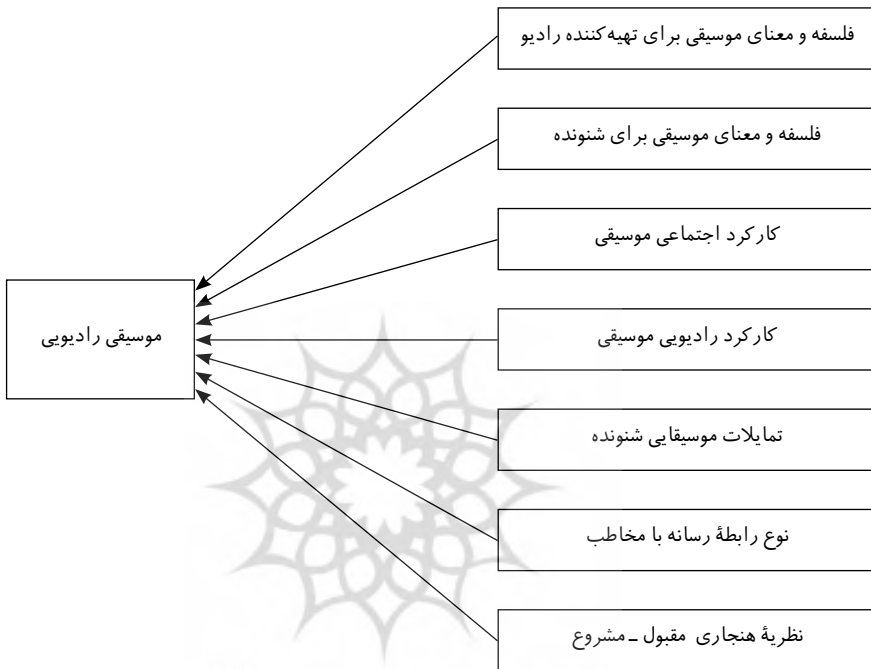 فلسفه و معنای موسیقی برای تهیه‌کننده رادیو
فلسفه و معنای موسیقی برای شنونده
کارکرد اجتماعی موسیقی
موسیقی رادیویی
کارکرد رادیویی موسیقی
تمایلات موسیقایی شنونده
نوع رابطهٔ رسانه با مخاطب
نظریهٔ هنجاری مقبول ـ مشروع